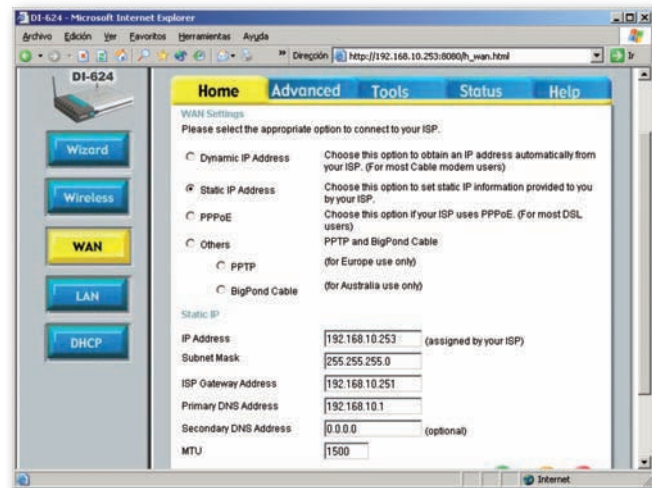 DI-624 - Microsoft Internet Explorer
Archivo Edición Ver Favoritos Herramientas Ayuda
» Dirección http://192.168.10.253:8080/h_wan.html Ir
DI-624
Home Advanced Tools Status Help
Wizard
Wireless
WAN
LAN
DHCP
WAN Settings
Please select the appropriate option to connect to your ISP.
Dynamic IP Address Choose this option to obtain an IP address automatically from
your ISP. (For most Cable modem users)
Static IP Address Choose this option to set static IP information provided to you
by your ISP.
PPPoE Choose this option if your ISP uses PPPoE. (For most DSL
users)
Others PPTP and BigPond Cable
PPTP (for Europe use only)
BigPond Cable (for Australia use only)
Static IP
IP Address 192.168.10.253 (assigned by your ISP)
Subnet Mask 255.255.255.0
ISP Gateway Address 192.168.10.251
Primary DNS Address 192.168.10.1
Secondary DNS Address 0.0.0.0 (optional)
MTU 1500
Internet